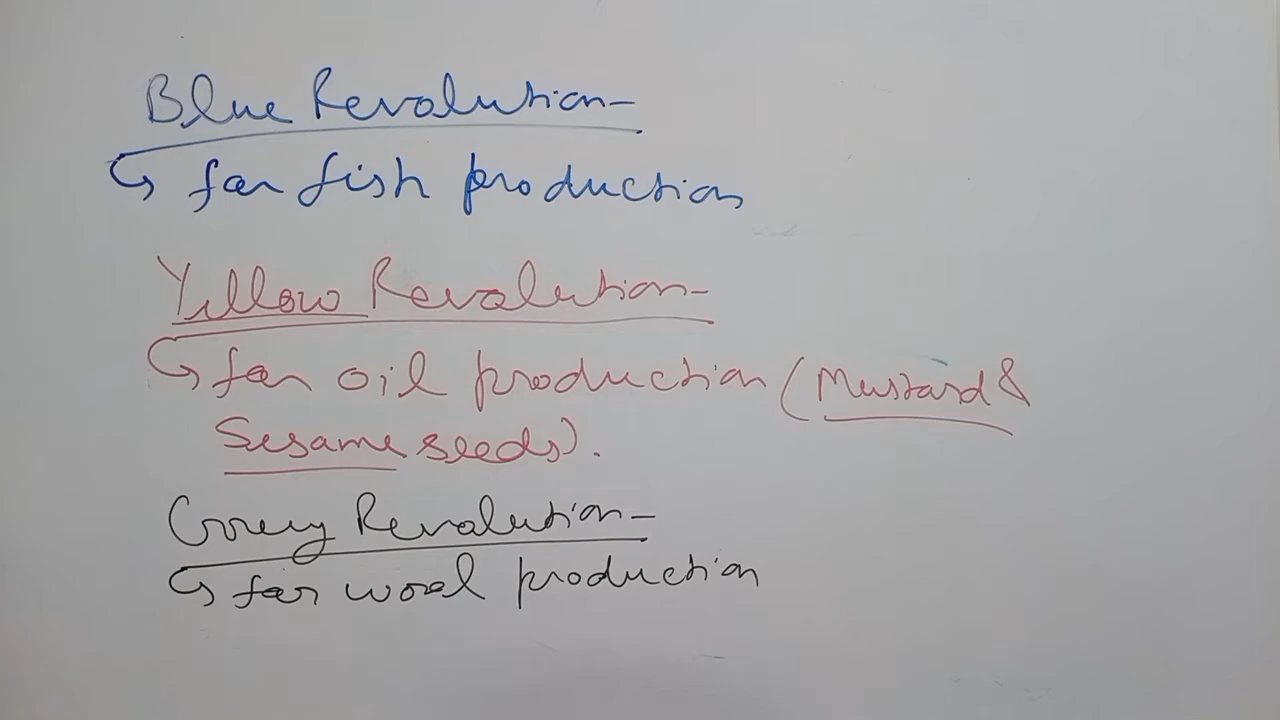 Blue Revolution-
↳ for fish production
Yellow Revolution-
↳ for oil production (Mustard &
Sesame seeds).
Grey Revolution-
↳ for wool production